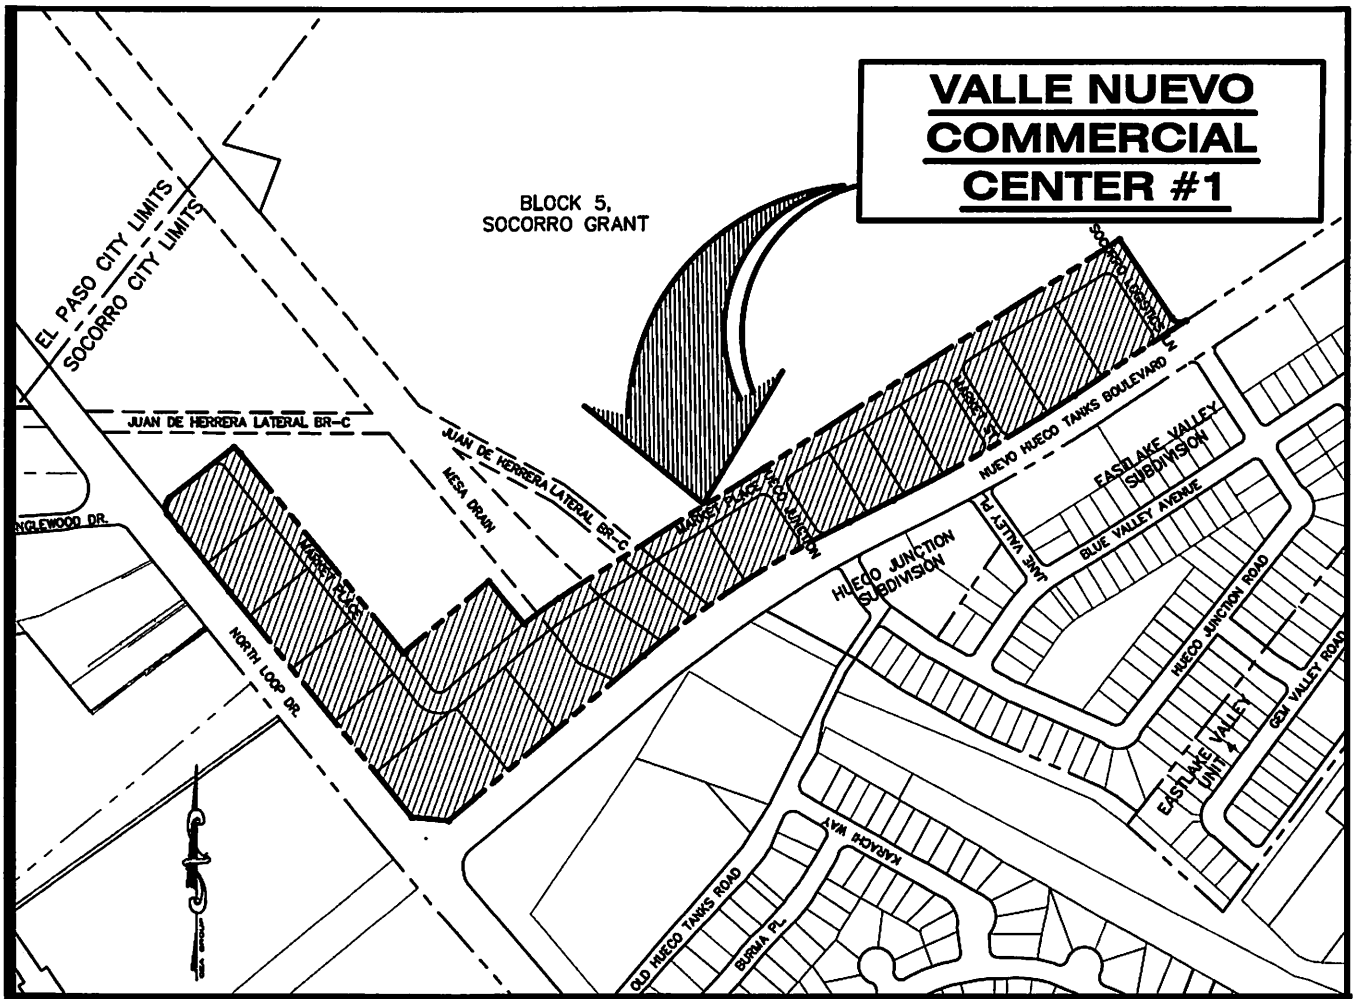 VALLE NUEVO
COMMERCIAL
CENTER #1
BLOCK 5,
SOCORRO GRANT
EL PASO CITY LIMITS
SOCORRO CITY LIMITS
SOCORRO LOGISTICS LN
JUAN DE HERRERA LATERAL BR-C
JUAN DE HERRERA LATERAL BR-C
MESA DRAIN
MARKET PLACE
MARKET ST
NUEVO HUECO TANKS BOULEVARD
EASTLAKE VALLEY
SUBDIVISION
BLUE VALLEY AVENUE
JANE VALLEY PL
HUECO JUNCTION
HUECO JUNCTION
SUBDIVISION
NGLEWOOD DR.
MARKET PLACE
NORTH LOOP DR.
HUECO JUNCTION ROAD
GEM VALLEY ROAD
EASTLAKE VALLEY
UNIT 4
KARACHI WAY
OLD HUECO TANKS ROAD
BURMA PL.
CEA GROUP